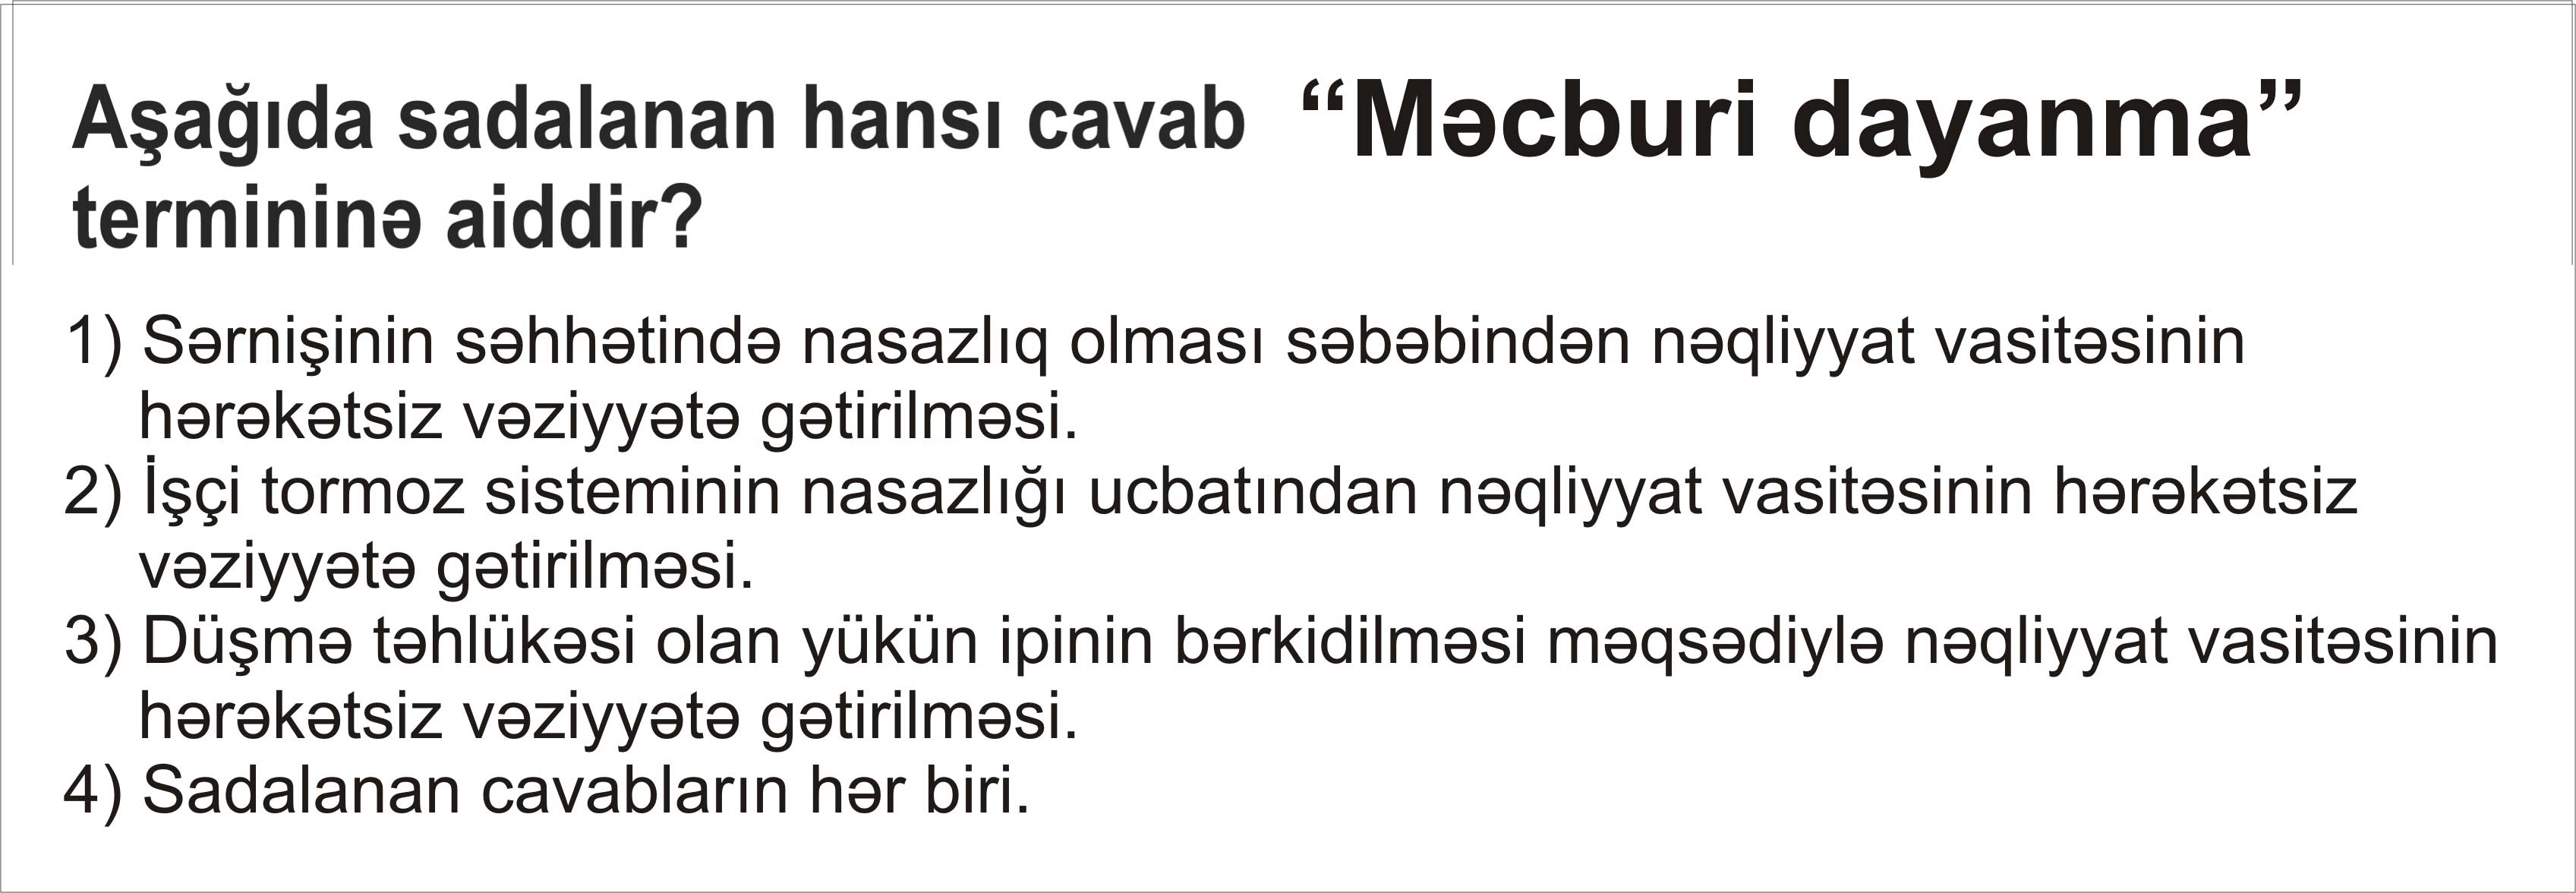 Aşağıda sadalanan hansı cavab “Məcburi dayanma”
termininə aiddir?
1) Sərnişinin səhhətində nasazlıq olması səbəbindən nəqliyyat vasitəsinin
hərəkətsiz vəziyyətə gətirilməsi.
2) İşçi tormoz sisteminin nasazlığı ucbatından nəqliyyat vasitəsinin hərəkətsiz
vəziyyətə gətirilməsi.
3) Düşmə təhlükəsi olan yükün ipinin bərkidilməsi məqsədiylə nəqliyyat vasitəsinin
hərəkətsiz vəziyyətə gətirilməsi.
4) Sadalanan cavabların hər biri.